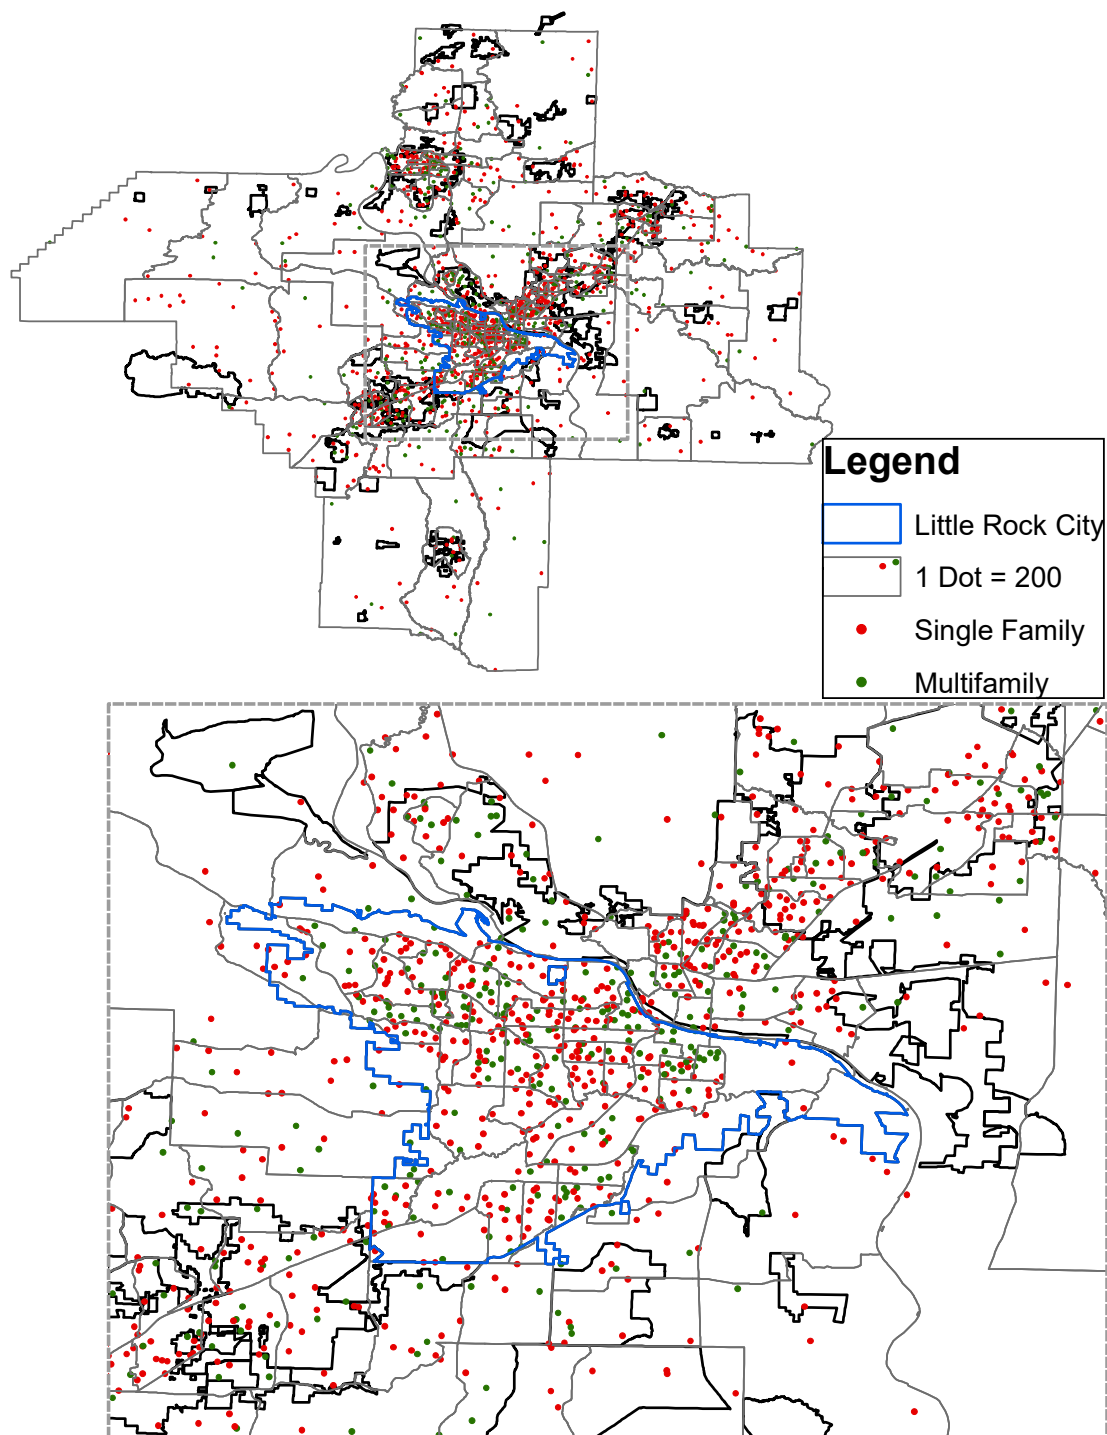 Legend
Little Rock City
1 Dot = 200
Single Family
Multifamily